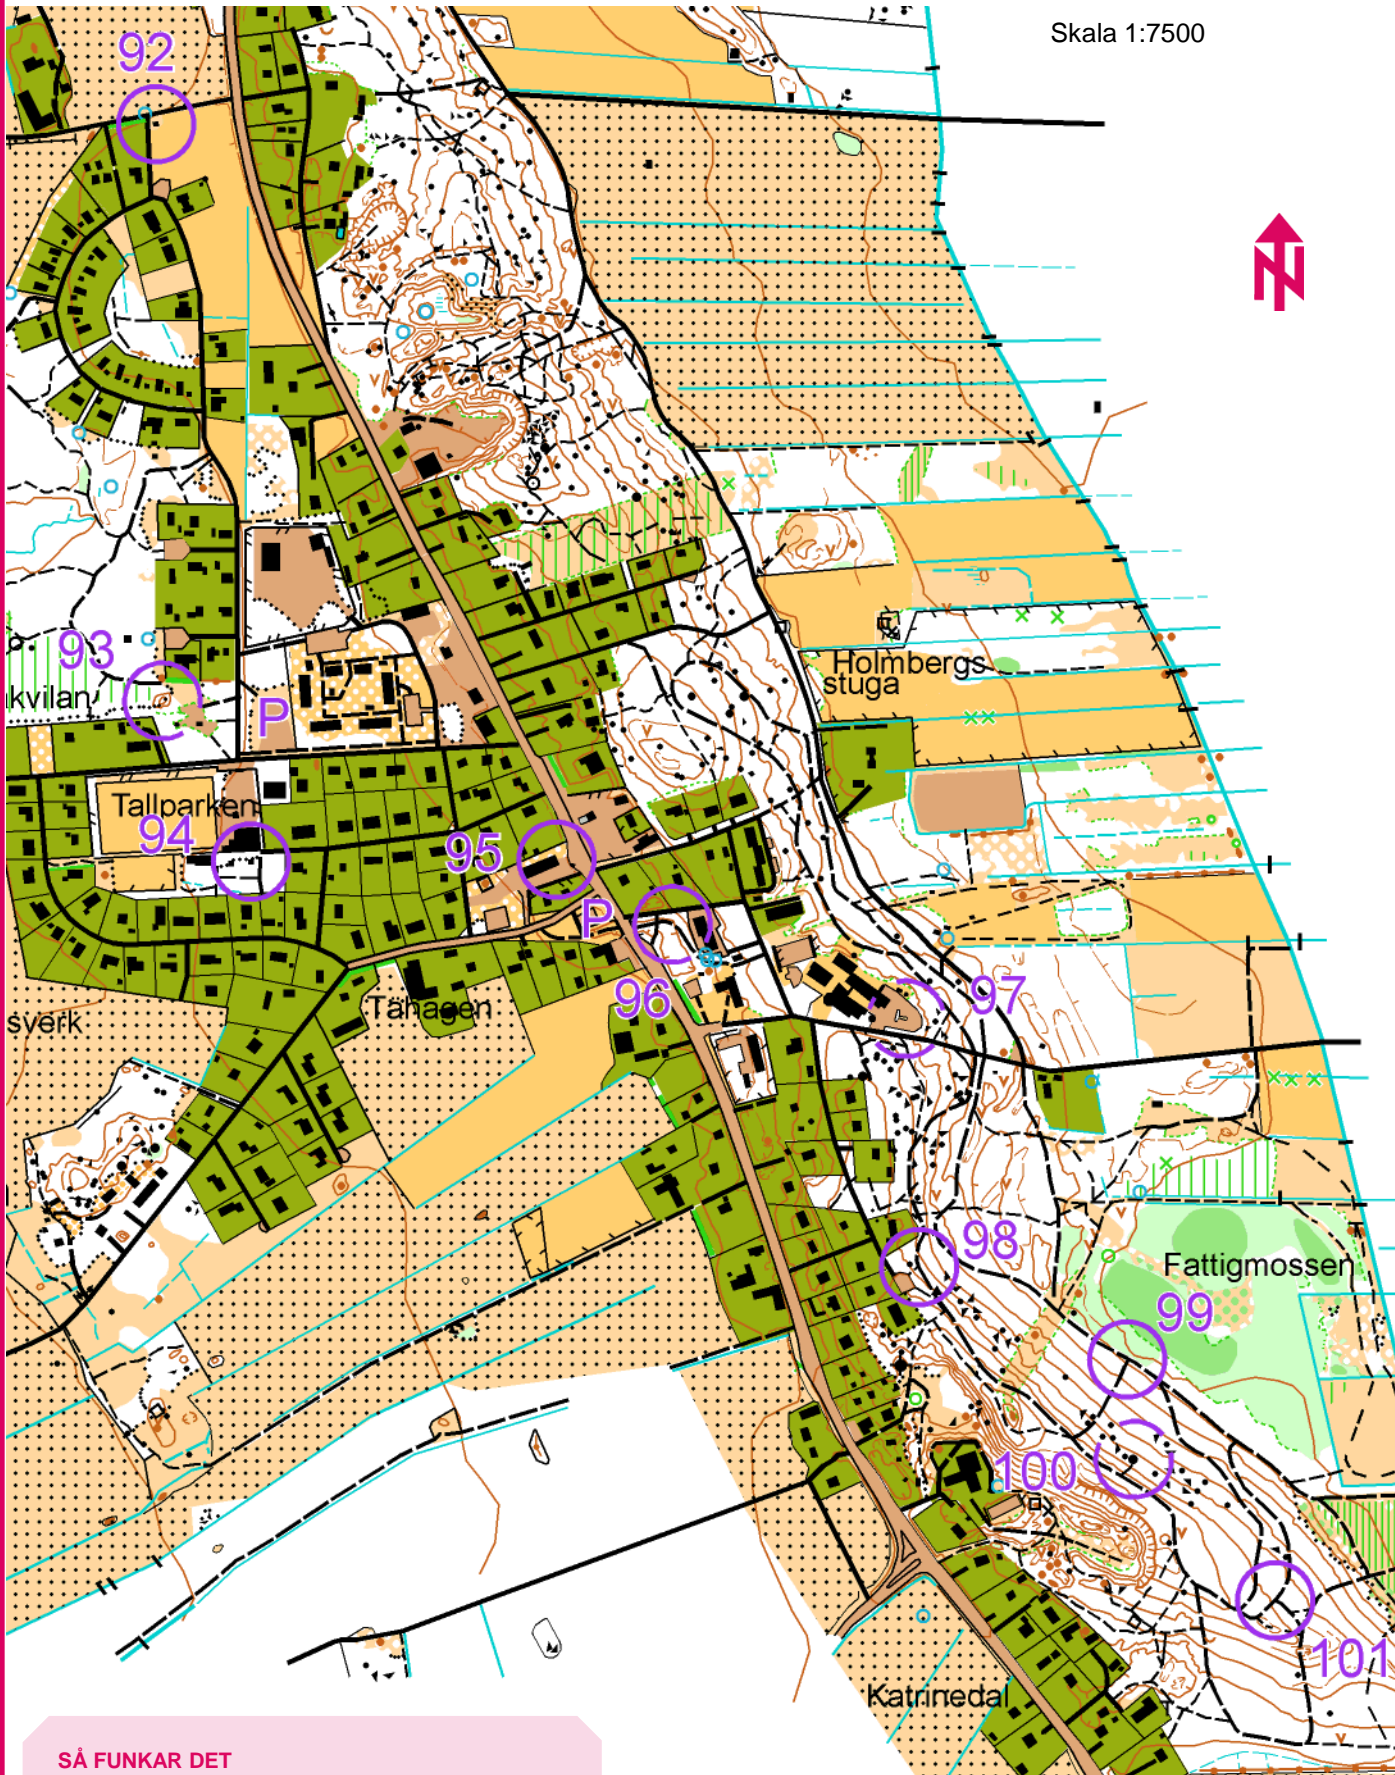 Skala 1:7500
92
N
93
kvilan
P
Holmbergs
stuga
Tallparken
94
95
P
96
97
sverk
Tähagen
98
Fattigmossen
99
100
101
Katrinedal
SÅ FUNKAR DET